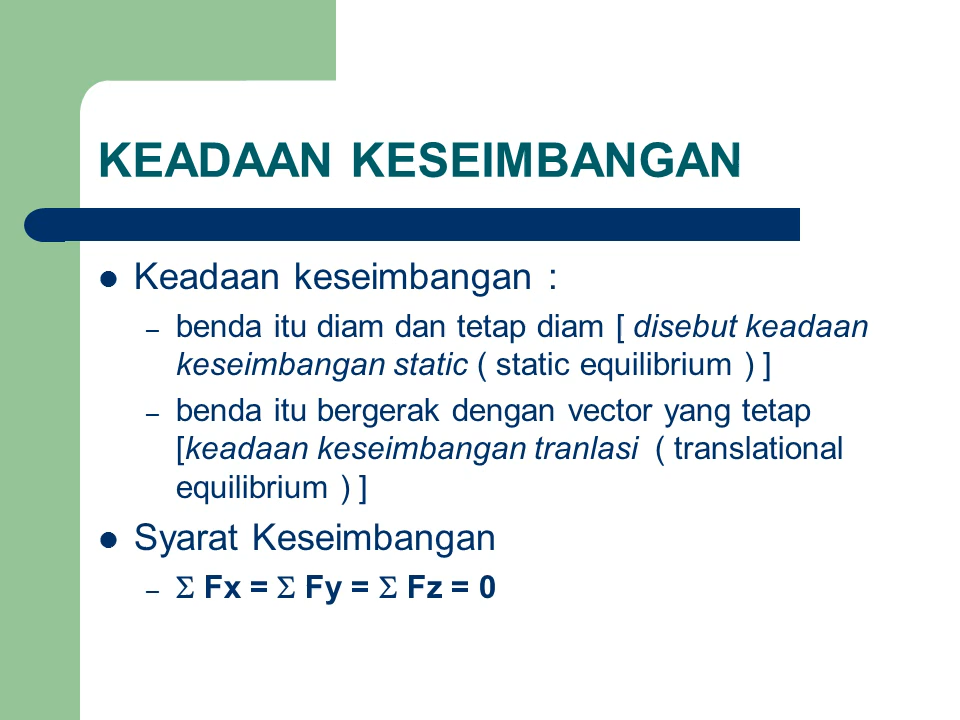 KEADAAN KESEIMBANGAN
● Keadaan keseimbangan :
– benda itu diam dan tetap diam [ disebut keadaan
keseimbangan static ( static equilibrium ) ]
– benda itu bergerak dengan vector yang tetap
[keadaan keseimbangan tranlasi ( translational
equilibrium ) ]
● Syarat Keseimbangan
– Σ Fx = Σ Fy = Σ Fz = 0